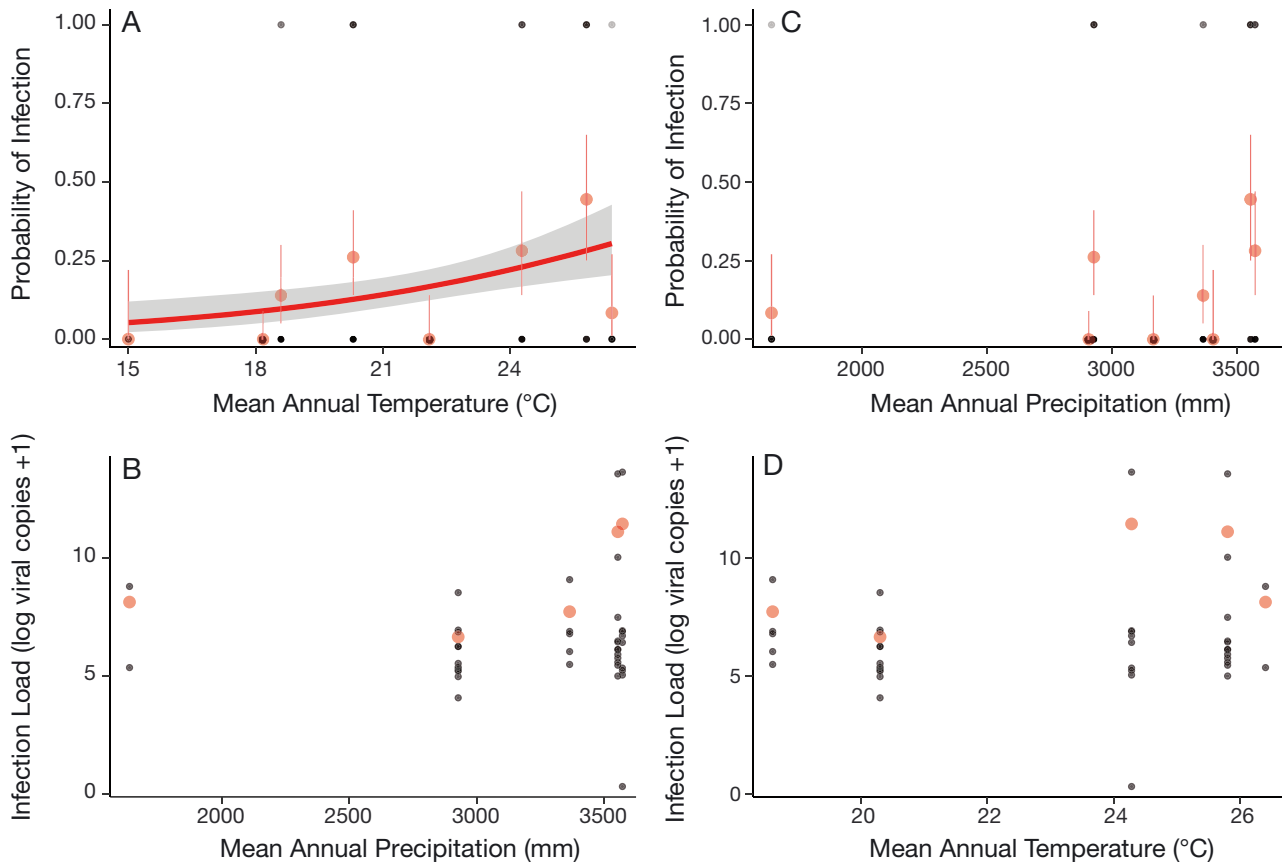 A
Probability of Infection
1.00
0.75
0.50
0.25
0.00
15
18
21
24
Mean Annual Temperature (°C)
C
Probability of Infection
1.00
0.75
0.50
0.25
0.00
2000
2500
3000
3500
Mean Annual Precipitation (mm)
B
Infection Load (log viral copies +1)
10
5
0
2000
2500
3000
3500
Mean Annual Precipitation (mm)
D
Infection Load (log viral copies +1)
10
5
0
20
22
24
26
Mean Annual Temperature (°C)